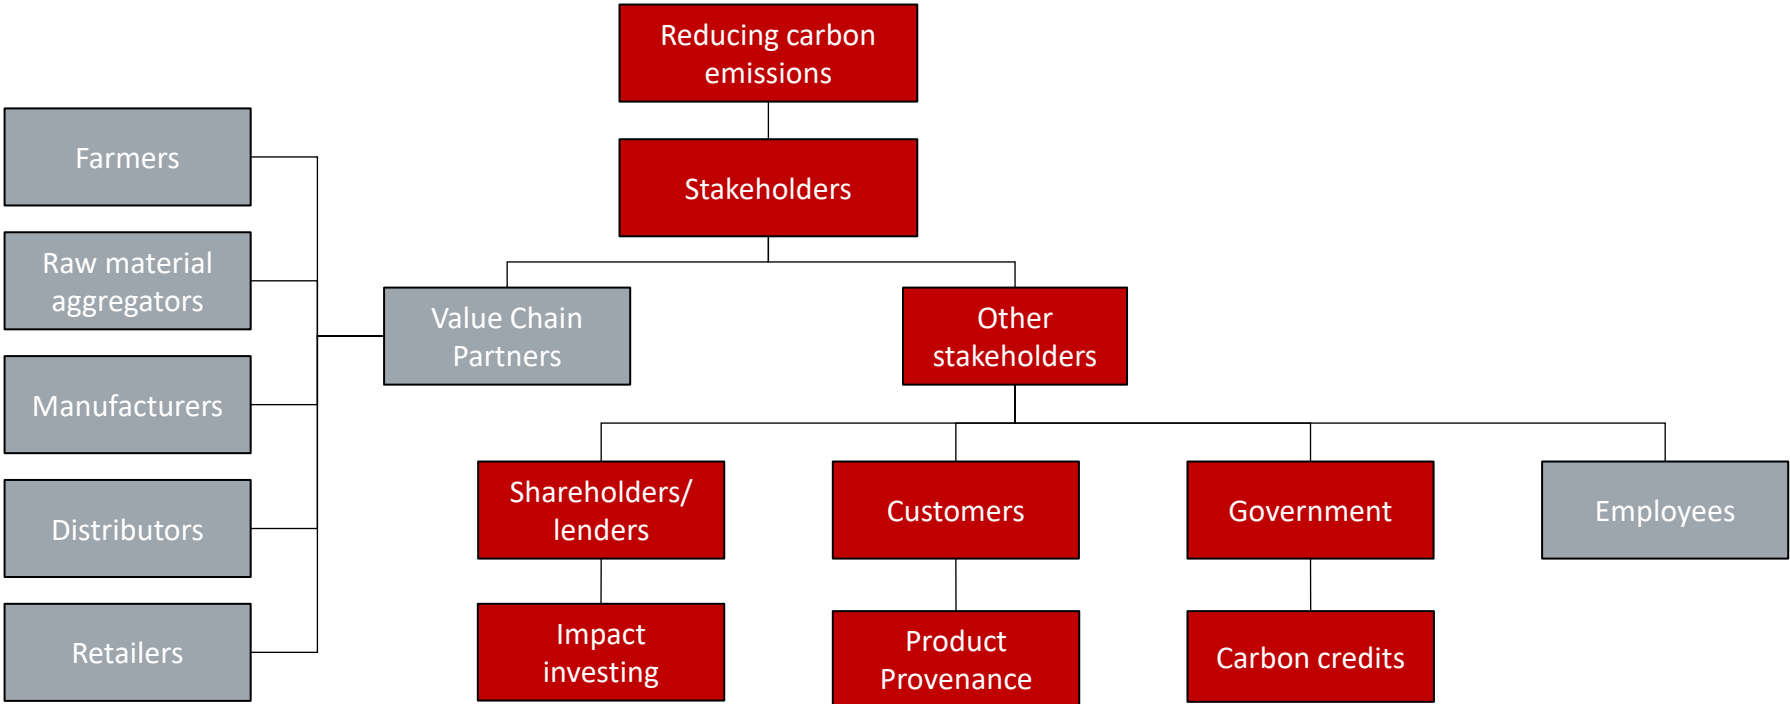 Reducing carbon
emissions
Stakeholders
Farmers
Raw material
aggregators
Manufacturers
Distributors
Retailers
Value Chain
Partners
Other
stakeholders
Shareholders/
lenders
Customers
Government
Employees
Impact
investing
Product
Provenance
Carbon credits